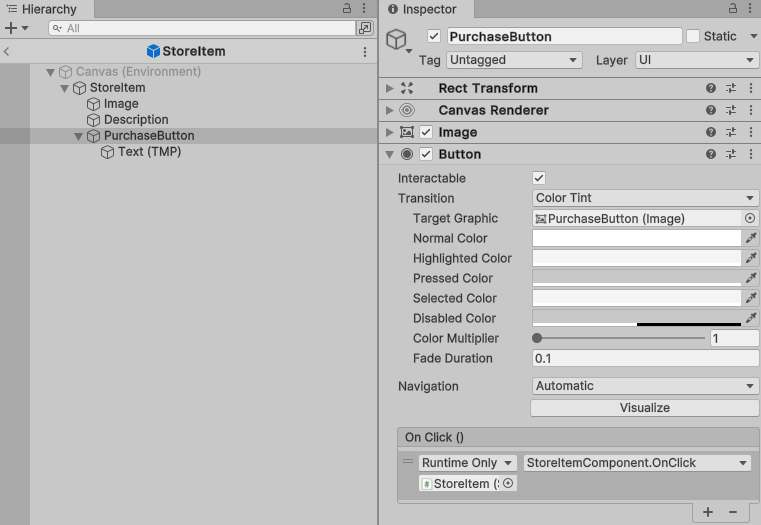 Hierarchy
All
StoreItem
Canvas (Environment)
StoreItem
Image
Description
PurchaseButton
Text (TMP)
Inspector
PurchaseButton
Static
Tag Untagged Layer UI
Rect Transform
Canvas Renderer
Image
Button
Interactable
Transition Color Tint
Target Graphic PurchaseButton (Image)
Normal Color
Highlighted Color
Pressed Color
Selected Color
Disabled Color
Color Multiplier 1
Fade Duration 0.1
Navigation Automatic
Visualize
On Click ()
Runtime Only StoreItemComponent.OnClick
StoreItem (